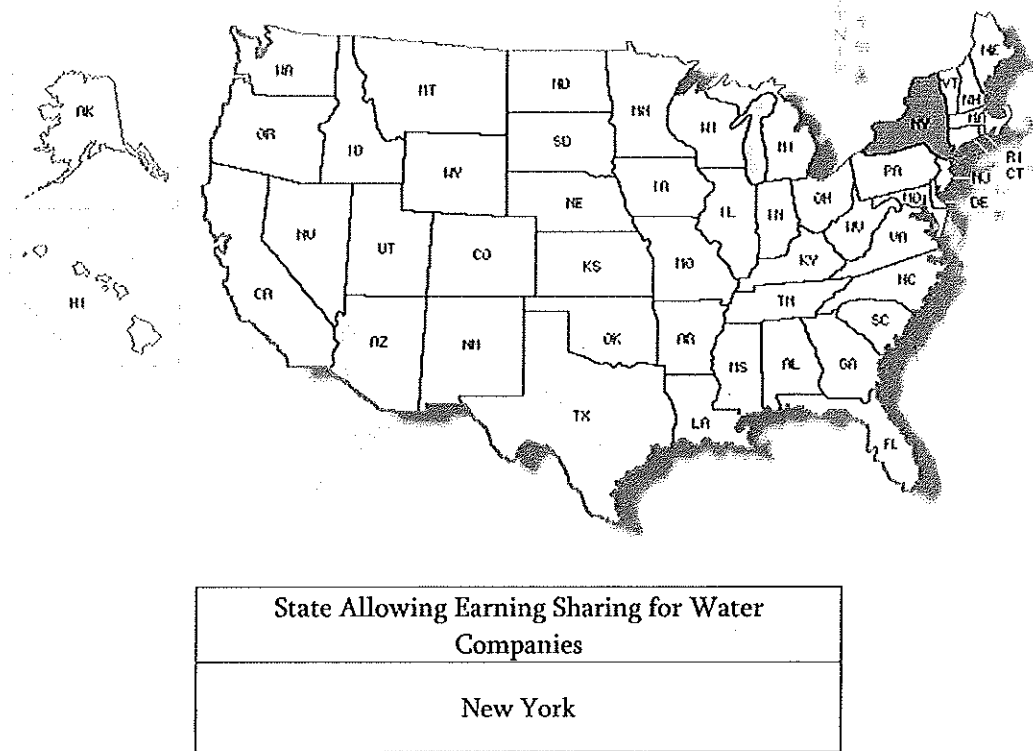 ME
WA
VT
MT
ND
NH
AK
MN
OR
MA
WI
NY
SD
ID
MI
RI
WY
CT
PA
NJ
IA
NE
OH
MD
DE
IL
IN
NV
WV
UT
VA
CO
KS
MO
KY
HI
CA
NC
TN
OK
SC
AZ
NM
AR
MS
AL
GA
TX
LA
FL
State Allowing Earning Sharing for Water
Companies
New York